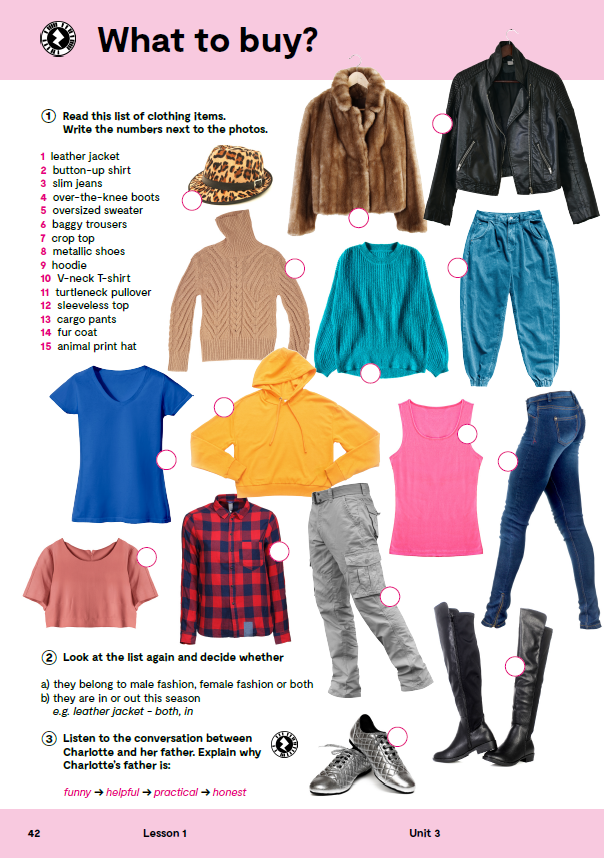 What to buy?
1 Read this list of clothing items.
Write the numbers next to the photos.
1 leather jacket
2 button-up shirt
3 slim jeans
4 over-the-knee boots
5 oversized sweater
6 baggy trousers
7 crop top
8 metallic shoes
9 hoodie
10 V-neck T-shirt
11 turtleneck pullover
12 sleeveless top
13 cargo pants
14 fur coat
15 animal print hat
2 Look at the list again and decide whether
a) they belong to male fashion, female fashion or both
b) they are in or out this season
e.g. leather jacket - both, in
3 Listen to the conversation between
Charlotte and her father. Explain why
Charlotte's father is:
funny → helpful → practical → honest
42
Lesson 1
Unit 3